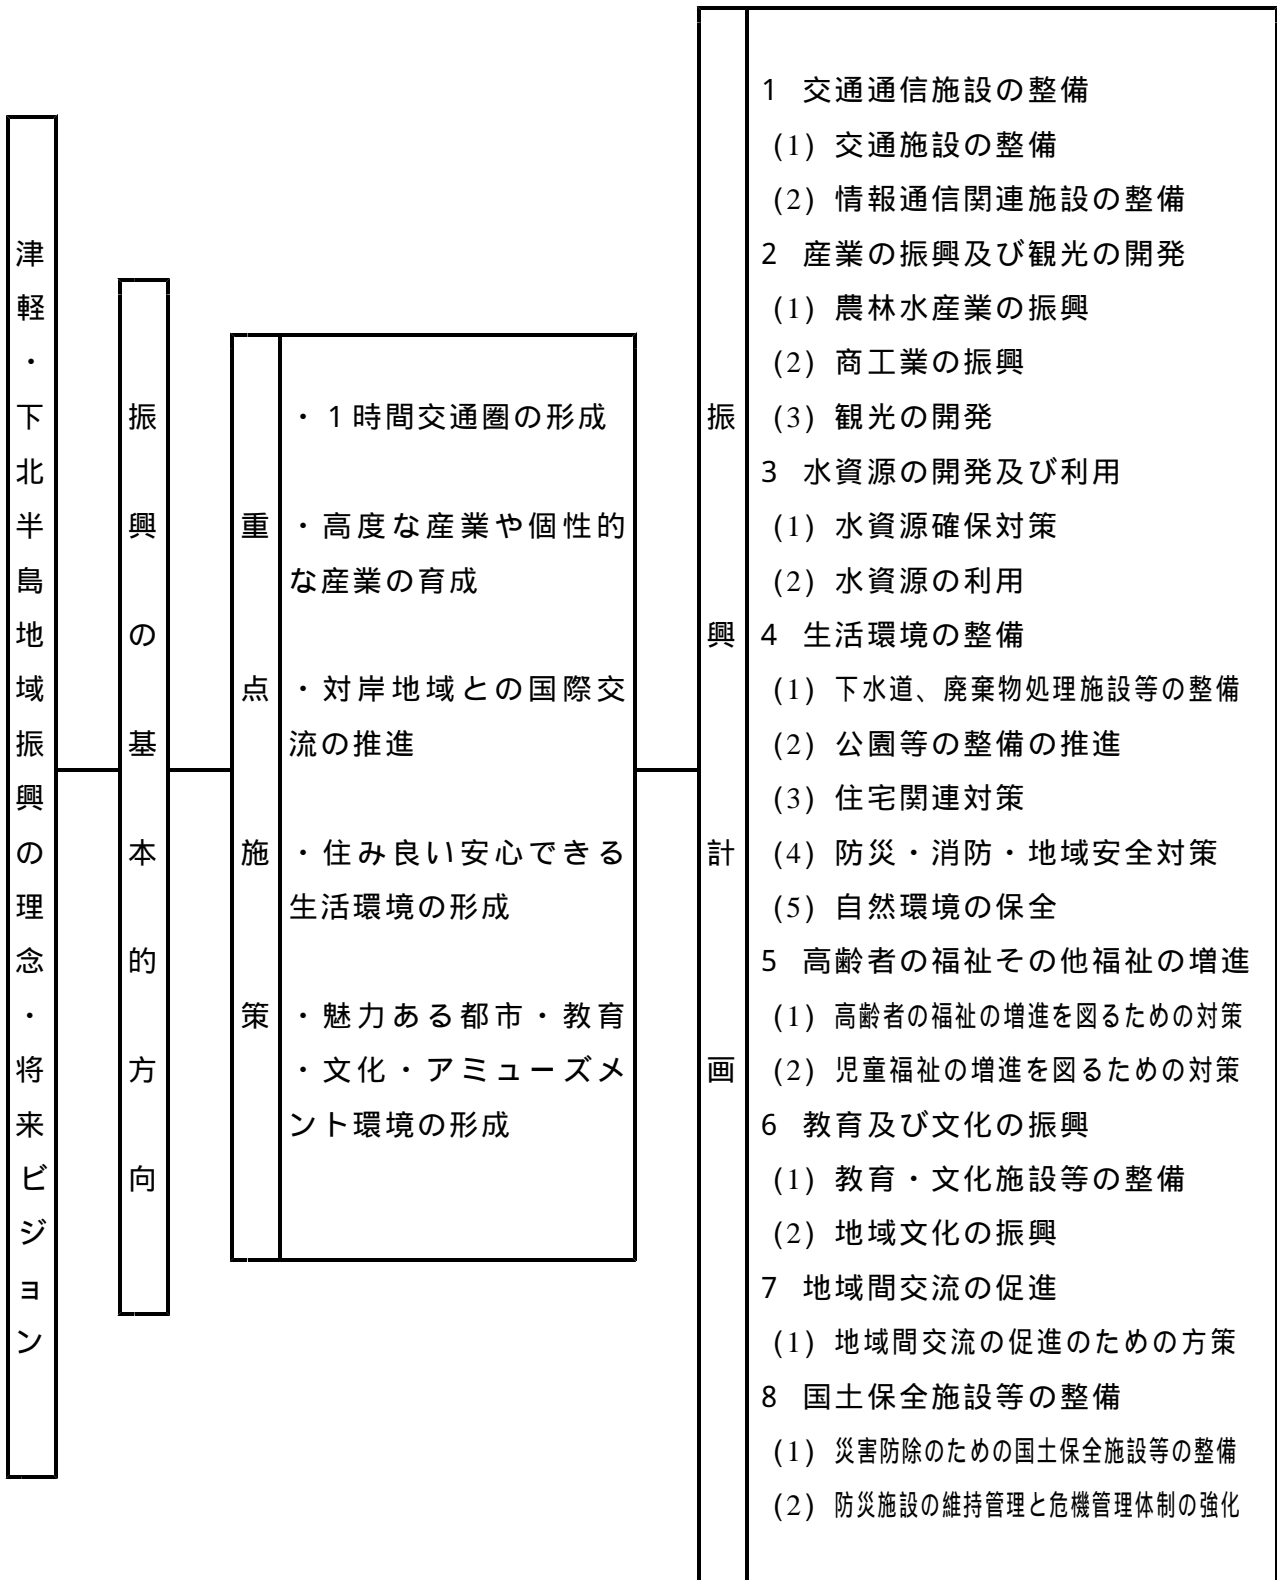 津軽・下北半島地域振興の理念・将来ビジョン
振興の基本的方向
重点施策
・1時間交通圏の形成
・高度な産業や個性的
な産業の育成
・対岸地域との国際交
流の推進
・住み良い安心できる
生活環境の形成
・魅力ある都市・教育
・文化・アミューズメ
ント環境の形成
振興計画
1 交通通信施設の整備
(1) 交通施設の整備
(2) 情報通信関連施設の整備
2 産業の振興及び観光の開発
(1) 農林水産業の振興
(2) 商工業の振興
(3) 観光の開発
3 水資源の開発及び利用
(1) 水資源確保対策
(2) 水資源の利用
4 生活環境の整備
(1) 下水道、廃棄物処理施設等の整備
(2) 公園等の整備の推進
(3) 住宅関連対策
(4) 防災・消防・地域安全対策
(5) 自然環境の保全
5 高齢者の福祉その他福祉の増進
(1) 高齢者の福祉の増進を図るための対策
(2) 児童福祉の増進を図るための対策
6 教育及び文化の振興
(1) 教育・文化施設等の整備
(2) 地域文化の振興
7 地域間交流の促進
(1) 地域間交流の促進のための方策
8 国土保全施設等の整備
(1) 災害防除のための国土保全施設等の整備
(2) 防災施設の維持管理と危機管理体制の強化